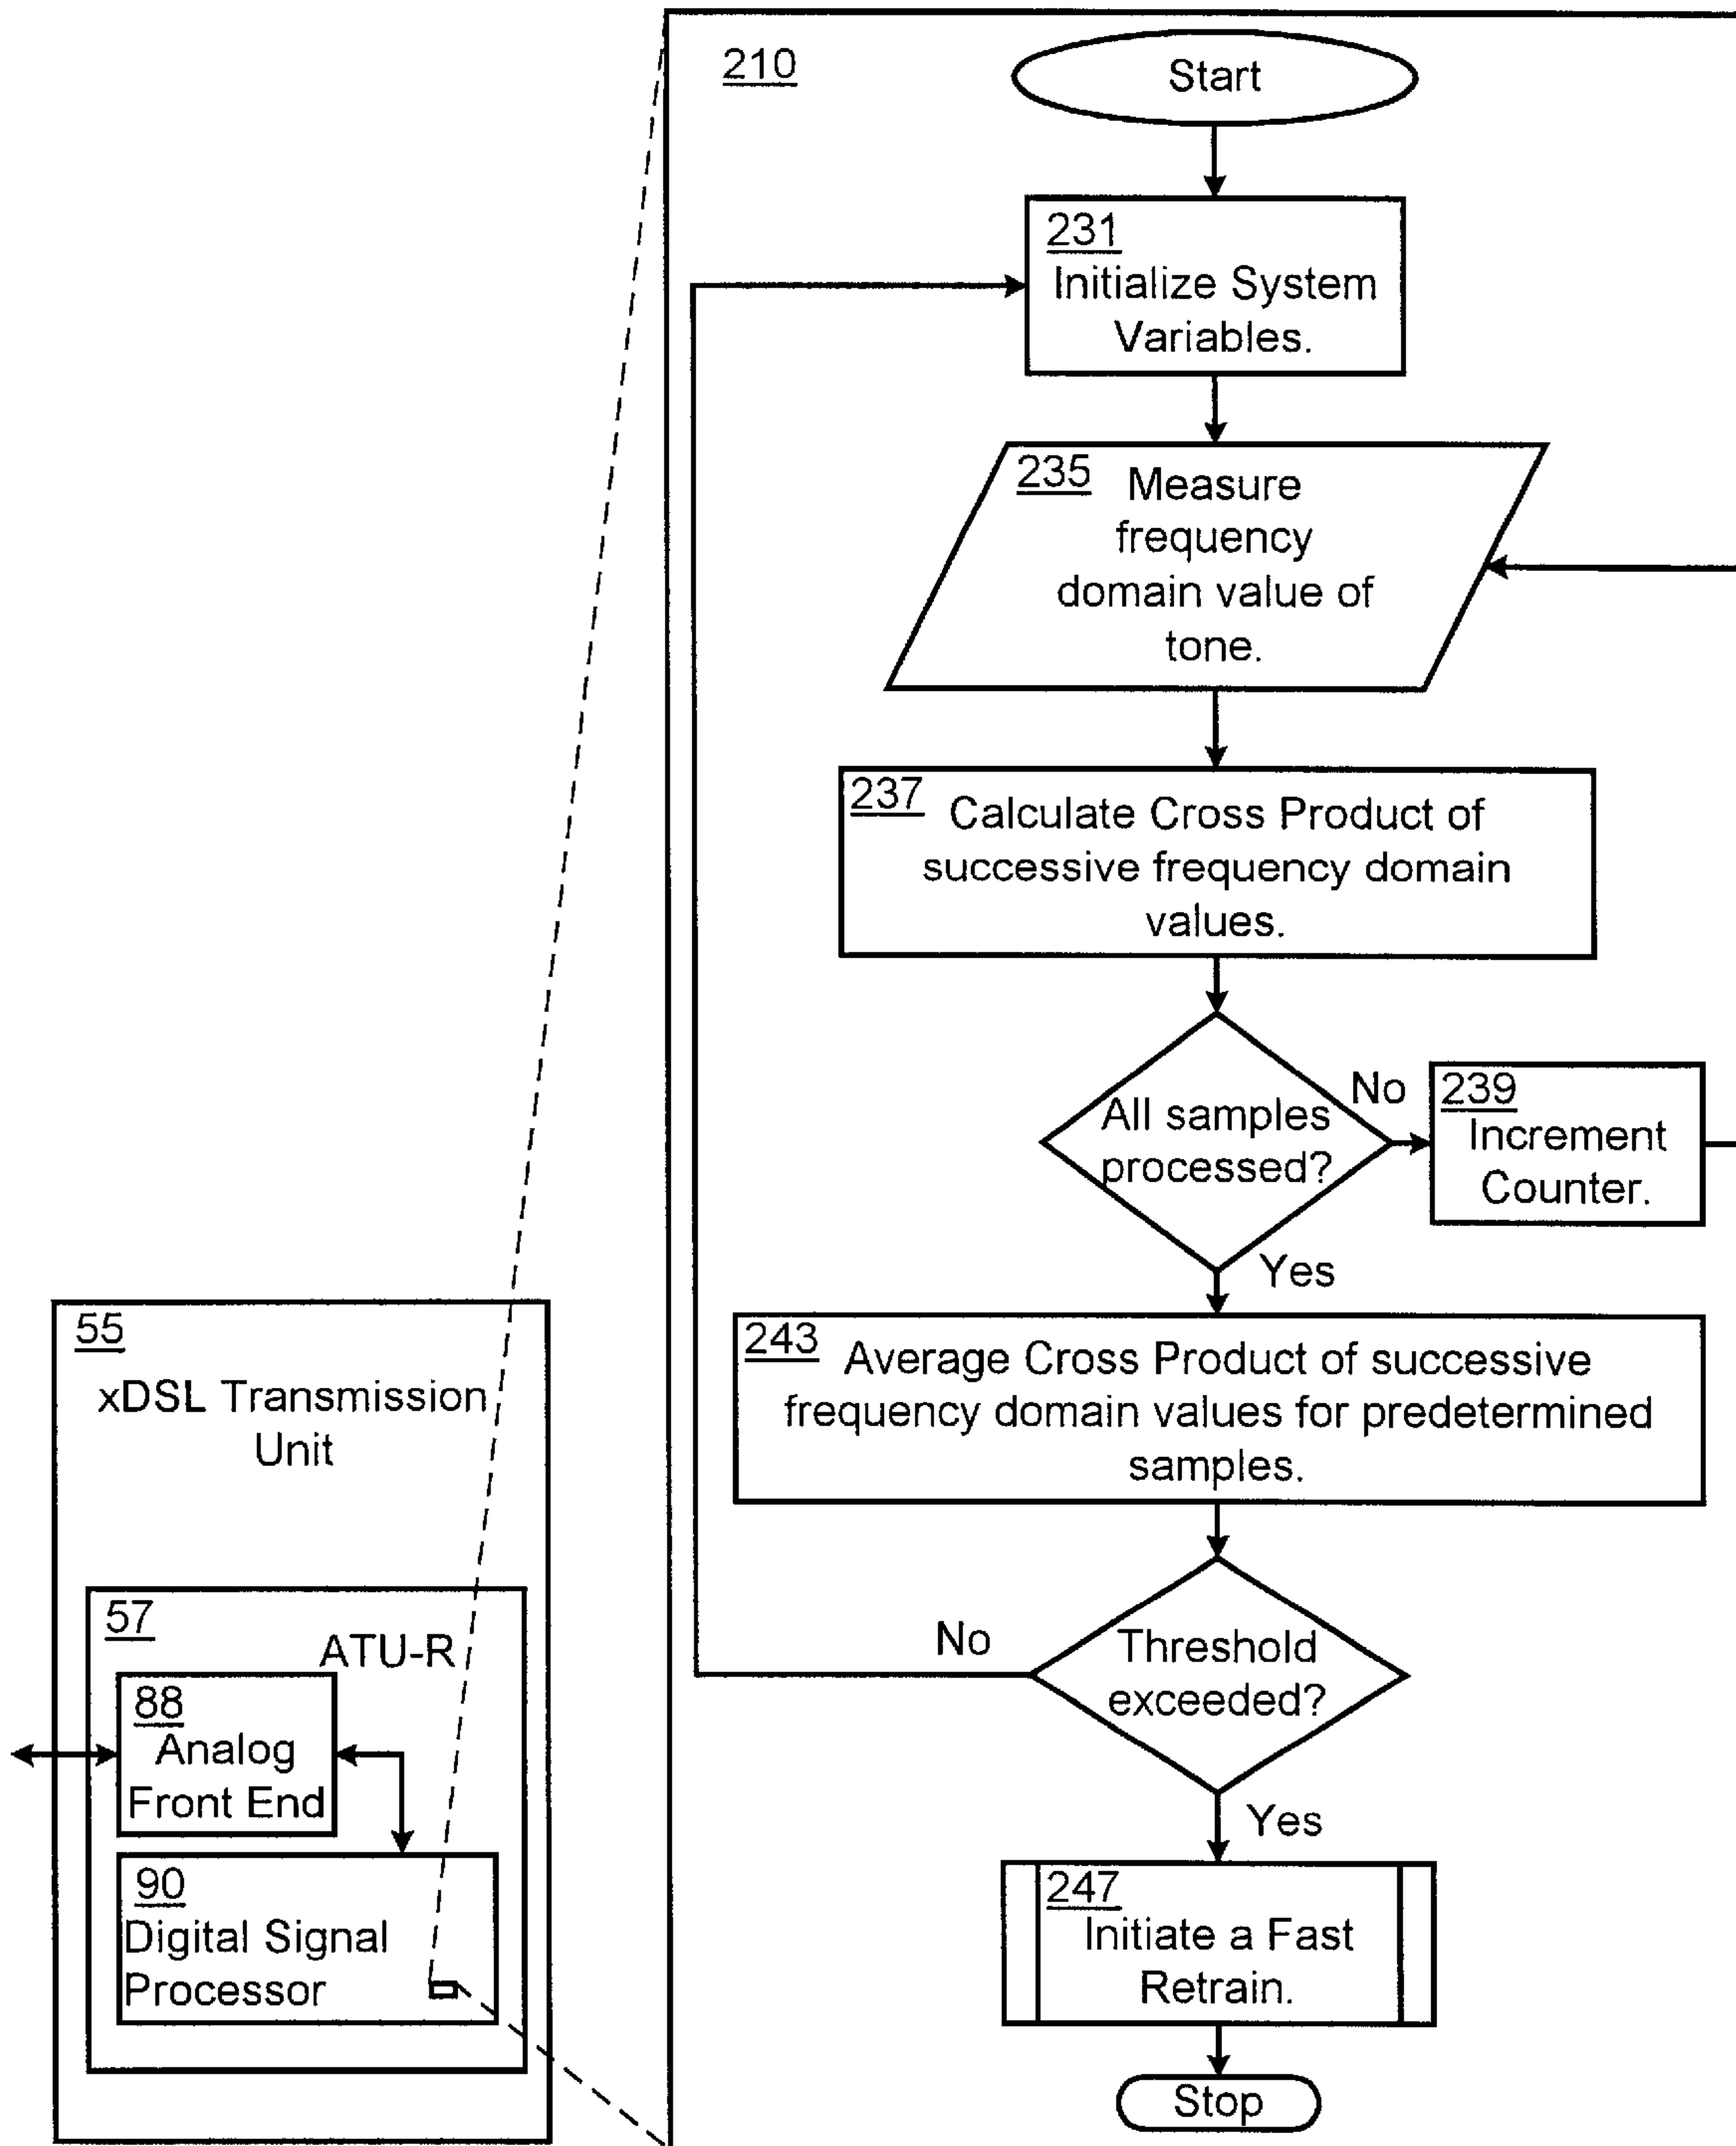 210
Start
231
Initialize System
Variables.
235 Measure
frequency
domain value of
tone.
237 Calculate Cross Product of
successive frequency domain
values.
All samples
processed?
No
239
Increment
Counter.
Yes
243 Average Cross Product of successive
frequency domain values for predetermined
samples.
Threshold
exceeded?
No
Yes
247
Initiate a Fast
Retrain.
Stop
55
xDSL Transmission
Unit
57
ATU-R
88
Analog
Front End
90
Digital Signal
Processor